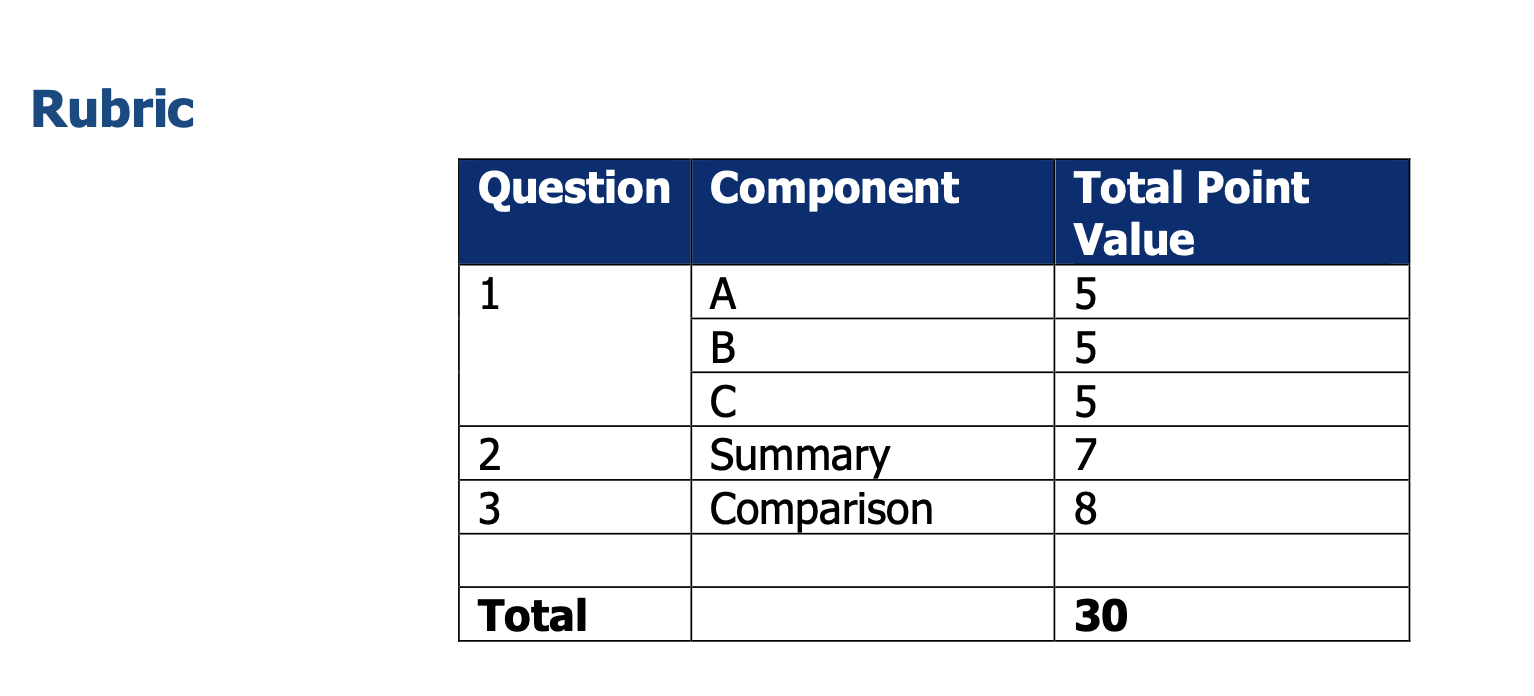 Rubric
Question Component Total Point
Value
1 A 5
B 5
C 5
2 Summary 7
3 Comparison 8
Total 30